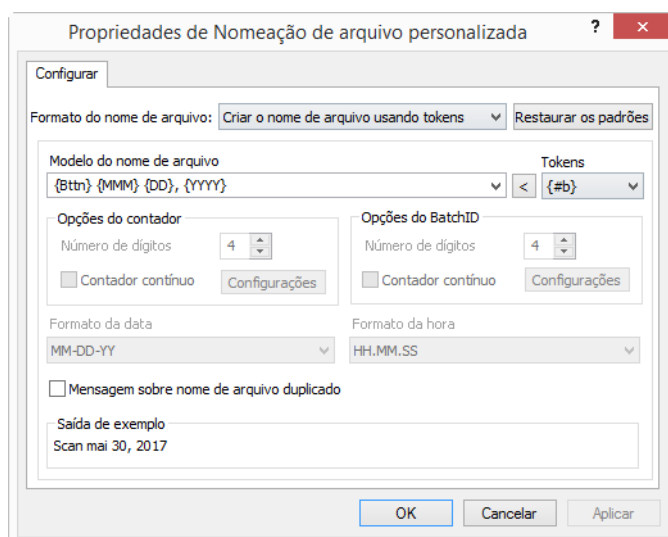 Propriedades de Nomeação de arquivo personalizada ? ×
Configurar
Formato do nome de arquivo: Criar o nome de arquivo usando tokens Restaurar os padrões
Modelo do nome de arquivo Tokens
{Bttn} {MMM} {DD}, {YYYY} < {#b}
Opções do contador Opções do BatchID
Número de dígitos 4 Número de dígitos 4
Contador contínuo Configurações Contador contínuo Configurações
Formato da data Formato da hora
MM-DD-YY HH.MM.SS
Mensagem sobre nome de arquivo duplicado
Saída de exemplo
Scan mai 30, 2017
OK Cancelar Aplicar